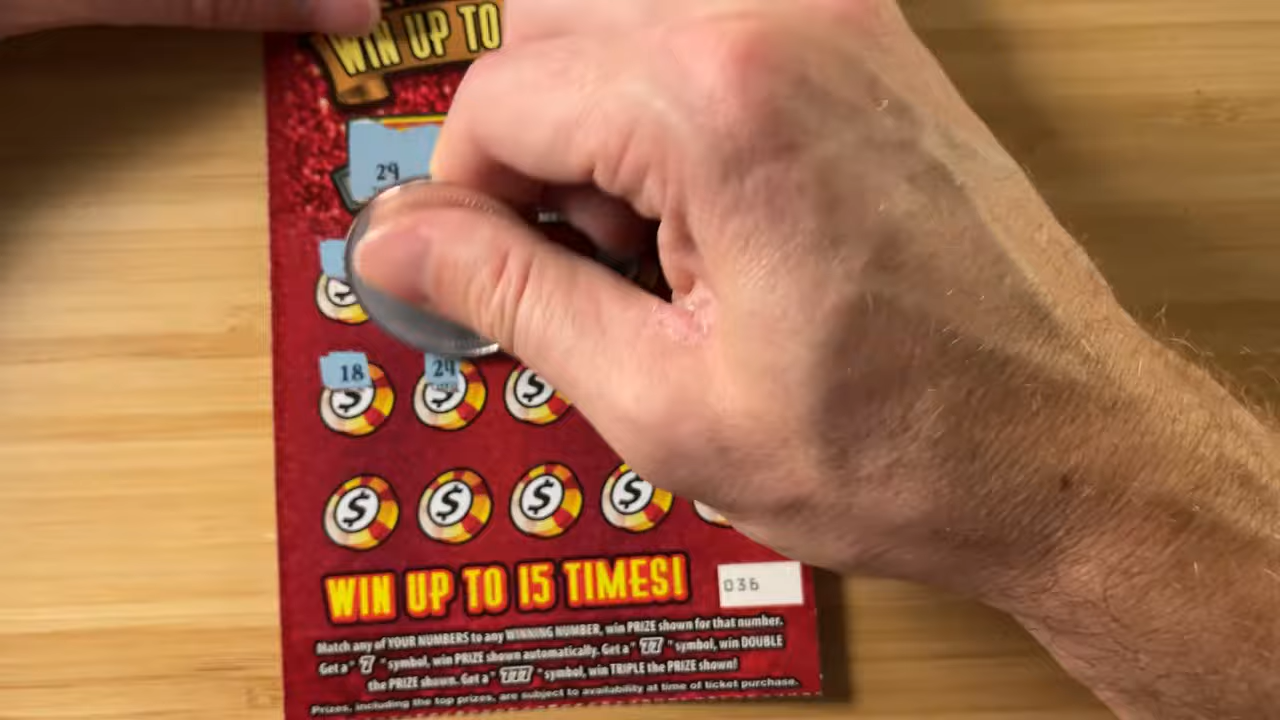 WIN UP TO
29
18 24
$ $ $
$ $ $ $
WIN UP TO 15 TIMES!
036
Match any of YOUR NUMBERS to any WINNING NUMBER, win PRIZE shown for that number.
Get a "7" symbol, win PRIZE shown automatically. Get a "77" symbol, win DOUBLE
the PRIZE shown. Get a "777" symbol, win TRIPLE the PRIZE shown!
Prizes, including the top prizes, are subject to availability at time of ticket purchase.